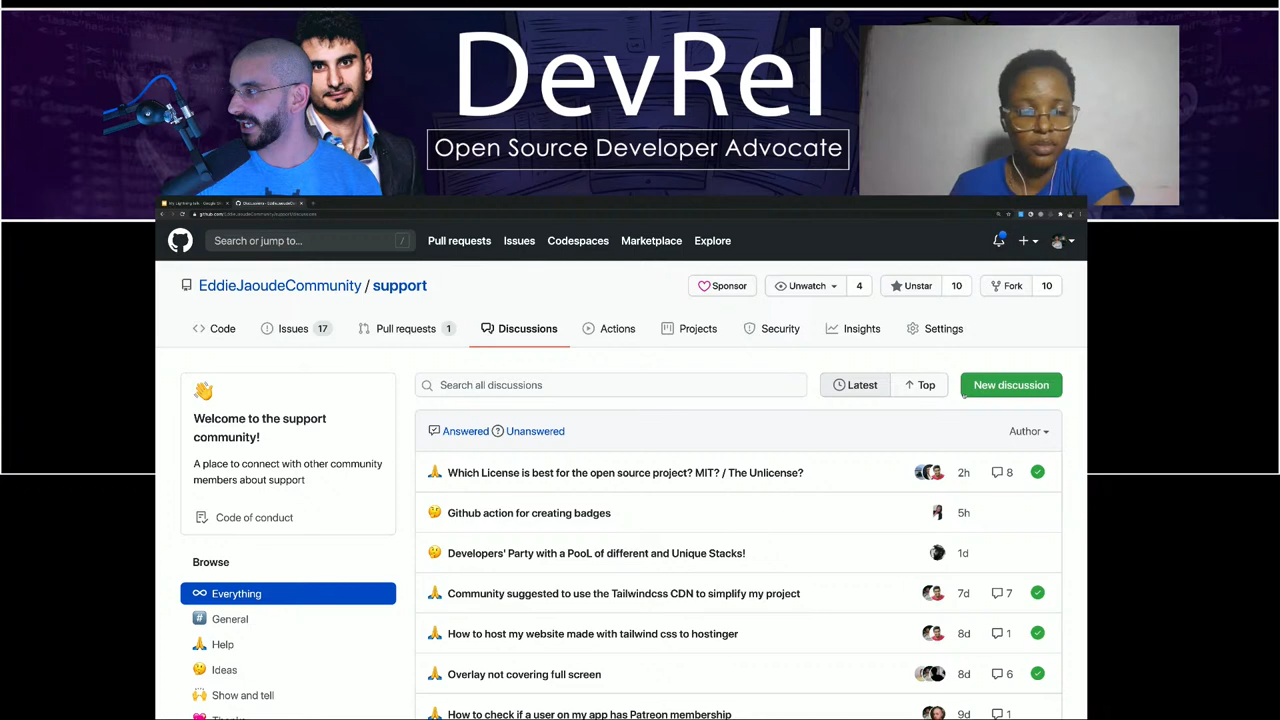 DevRel
Open Source Developer Advocate
Search or jump to... /
Pull requests Issues Codespaces Marketplace Explore
EddieJaoudeCommunity / support
Sponsor Unwatch 4 Unstar 10 Fork 10
Code Issues 17 Pull requests 1 Discussions Actions Projects Security Insights Settings
Search all discussions Latest Top New discussion
Welcome to the support
community!
A place to connect with other community
members about support
Code of conduct
Browse
Everything
General
Help
Ideas
Show and tell
Answered Unanswered Author
Which License is best for the open source project? MIT? / The Unlicense? 2h 8
Github action for creating badges 5h
Developers' Party with a PooL of different and Unique Stacks! 1d
Community suggested to use the Tailwindcss CDN to simplify my project 7d 7
How to host my website made with tailwind css to hostinger 8d 1
Overlay not covering full screen 8d 6
How to check if a user on my app has Patreon membership 9d 1